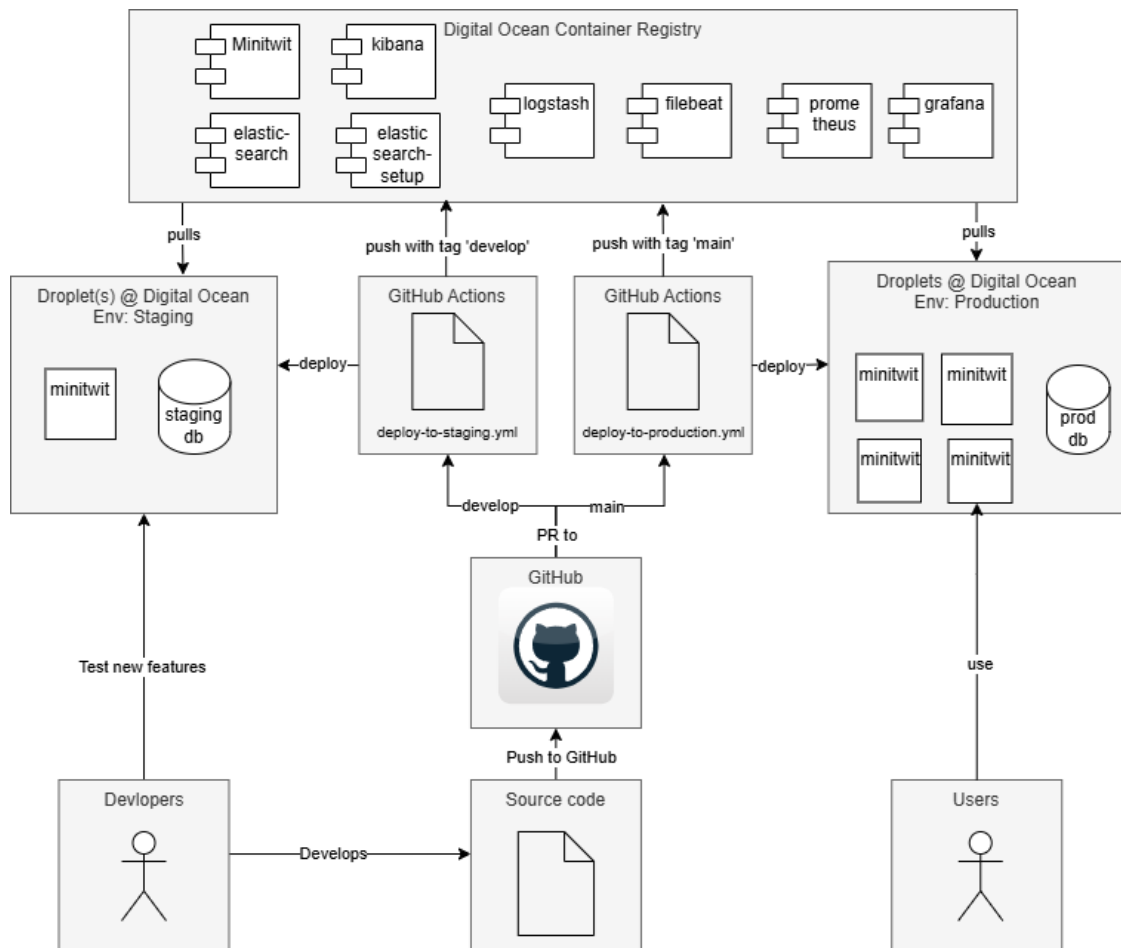 Digital Ocean Container Registry
Minitwit
kibana
logstash
filebeat
prome
theus
grafana
elastic-
search
elastic
search-
setup
pulls
push with tag 'develop'
push with tag 'main'
pulls
Droplet(s) @ Digital Ocean
Env: Staging
minitwit
staging
db
deploy
GitHub Actions
deploy-to-staging.yml
GitHub Actions
deploy-to-production.yml
deploy
Droplets @ Digital Ocean
Env: Production
minitwit
minitwit
minitwit
minitwit
prod
db
develop
main
PR to
GitHub
Test new features
use
Push to GitHub
Devlopers
Develops
Source code
Users